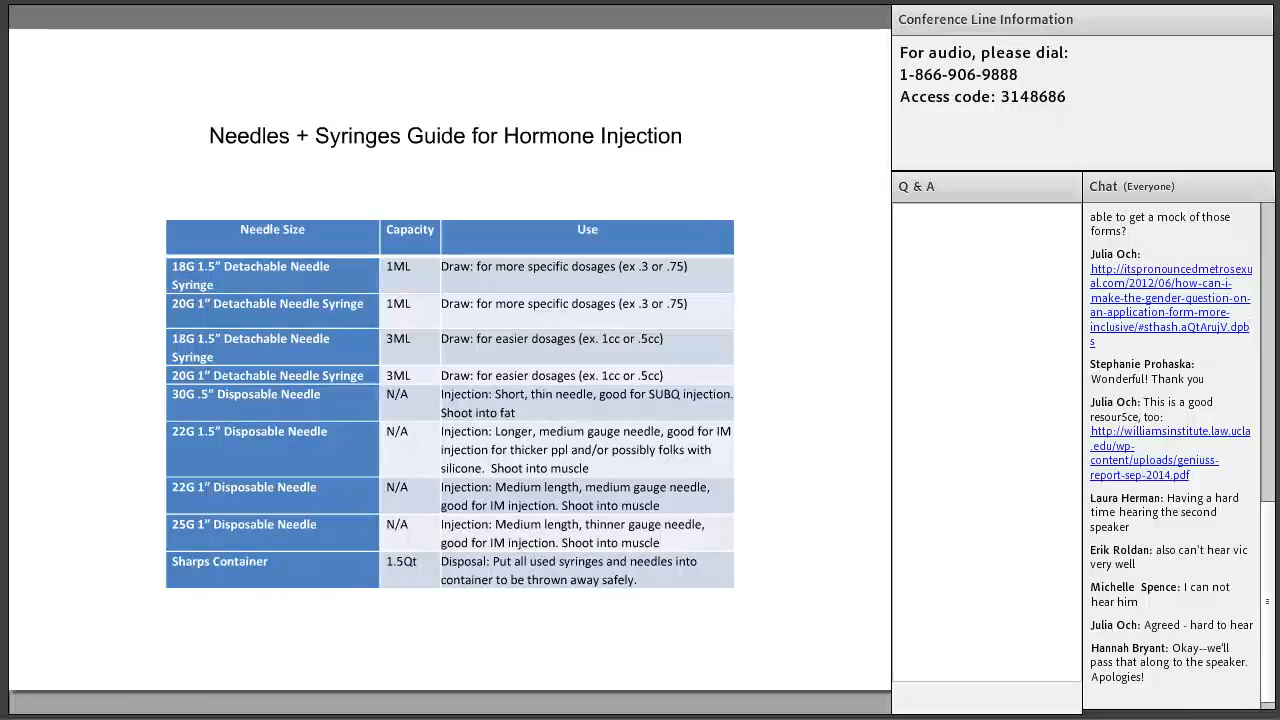 Needles + Syringes Guide for Hormone Injection
Needle Size Capacity Use
18G 1.5” Detachable Needle 1ML Draw: for more specific dosages (ex .3 or .75)
Syringe
20G 1” Detachable Needle Syringe 1ML Draw: for more specific dosages (ex .3 or .75)
18G 1.5” Detachable Needle 3ML Draw: for easier dosages (ex. 1cc or .5cc)
Syringe
20G 1” Detachable Needle Syringe 3ML Draw: for easier dosages (ex. 1cc or .5cc)
30G .5” Disposable Needle N/A Injection: Short, thin needle, good for SUBQ injection.
Shoot into fat
22G 1.5” Disposable Needle N/A Injection: Longer, medium gauge needle, good for IM
injection for thicker ppl and/or possibly folks with
silicone. Shoot into muscle
22G 1” Disposable Needle N/A Injection: Medium length, medium gauge needle,
good for IM injection. Shoot into muscle
25G 1” Disposable Needle N/A Injection: Medium length, thinner gauge needle,
good for IM injection. Shoot into muscle
Sharps Container 1.5Qt Disposal: Put all used syringes and needles into
container to be thrown away safely.
Conference Line Information
For audio, please dial:
1-866-906-9888
Access code: 3148686
Q & A
Chat (Everyone)
able to get a mock of those
forms?
Julia Och:
http://itspronouncedmetrosexu
al.com/2012/06/how-can-i-
make-the-gender-question-on-
an-application-form-more-
inclusive/#sthash.aQtArujV.dpb
s
Stephanie Prohaska:
Wonderful! Thank you
Julia Och: This is a good
resour5ce, too:
http://williamsinstitute.law.ucla
.edu/wp-
content/uploads/geniuss-
report-sep-2014.pdf
Laura Herman: Having a hard
time hearing the second
speaker
Erik Roldan: also can't hear vic
very well
Michelle Spence: I can not
hear him
Julia Och: Agreed - hard to hear
Hannah Bryant: Okay--we'll
pass that along to the speaker.
Apologies!